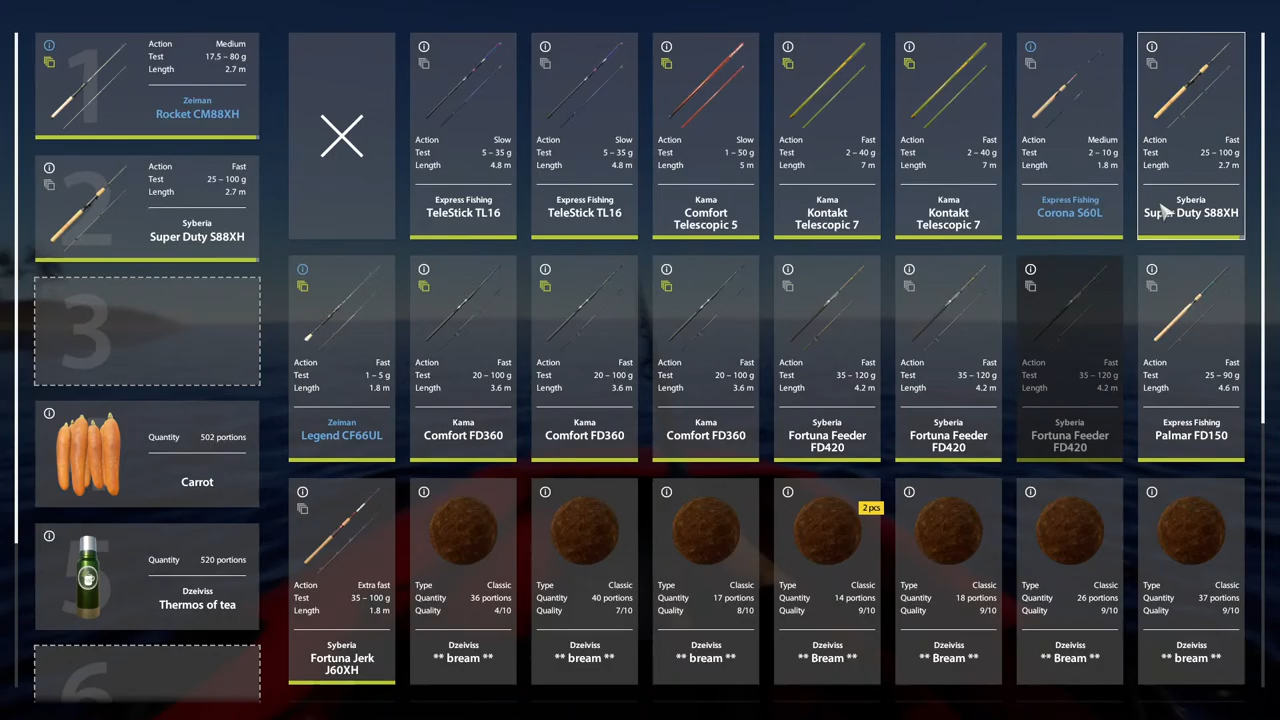 1
Action Medium
Test 17.5 – 80 g
Length 2.7 m
Zeiman
Rocket CM88XH
2
Action Fast
Test 25 – 100 g
Length 2.7 m
Syberia
Super Duty S88XH
3
Quantity 502 portions
Carrot
5
Quantity 520 portions
Dzeiviss
Thermos of tea
6
Action Slow
Test 5 – 35 g
Length 4.8 m
Express Fishing
TeleStick TL16
Action Slow
Test 5 – 35 g
Length 4.8 m
Express Fishing
TeleStick TL16
Action Slow
Test 1 – 50 g
Length 5 m
Kama
Comfort
Telescopic 5
Action Fast
Test 2 – 40 g
Length 7 m
Kama
Kontakt
Telescopic 7
Action Fast
Test 2 – 40 g
Length 7 m
Kama
Kontakt
Telescopic 7
Action Medium
Test 2 – 10 g
Length 1.8 m
Express Fishing
Corona S60L
Action Fast
Test 25 – 100 g
Length 2.7 m
Syberia
Super Duty S88XH
Action Fast
Test 1 – 5 g
Length 1.8 m
Zeiman
Legend CF66UL
Action Fast
Test 20 – 100 g
Length 3.6 m
Kama
Comfort FD360
Action Fast
Test 20 – 100 g
Length 3.6 m
Kama
Comfort FD360
Action Fast
Test 20 – 100 g
Length 3.6 m
Kama
Comfort FD360
Action Fast
Test 35 – 120 g
Length 4.2 m
Syberia
Fortuna Feeder
FD420
Action Fast
Test 35 – 120 g
Length 4.2 m
Syberia
Fortuna Feeder
FD420
Action Fast
Test 35 – 120 g
Length 4.2 m
Syberia
Fortuna Feeder
FD420
Action Fast
Test 25 – 90 g
Length 4.6 m
Express Fishing
Palmar FD150
Action Extra fast
Test 35 – 100 g
Length 1.8 m
Syberia
Fortuna Jerk
J60XH
Type Classic
Quantity 36 portions
Quality 4/10
Dzeiviss
** bream **
Type Classic
Quantity 40 portions
Quality 7/10
Dzeiviss
** bream **
Type Classic
Quantity 17 portions
Quality 8/10
Dzeiviss
** bream **
2 pcs
Type Classic
Quantity 14 portions
Quality 9/10
Dzeiviss
** Bream **
Type Classic
Quantity 18 portions
Quality 9/10
Dzeiviss
** Bream **
Type Classic
Quantity 26 portions
Quality 9/10
Dzeiviss
** Bream **
Type Classic
Quantity 37 portions
Quality 9/10
Dzeiviss
** bream **